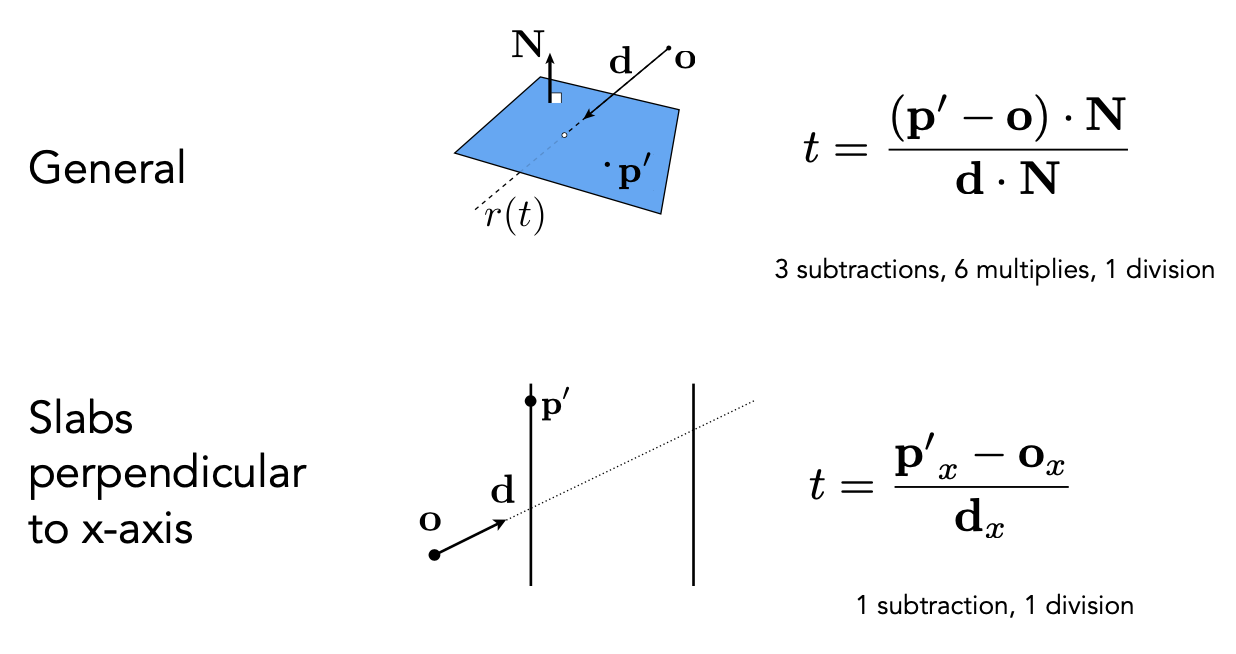 General
N
d
o
p′
r(t)
t = (p′ − o) · N / d · N
3 subtractions, 6 multiplies, 1 division
Slabs
perpendicular
to x-axis
p′
d
o
t = p′ₓ − oₓ / dₓ
1 subtraction, 1 division